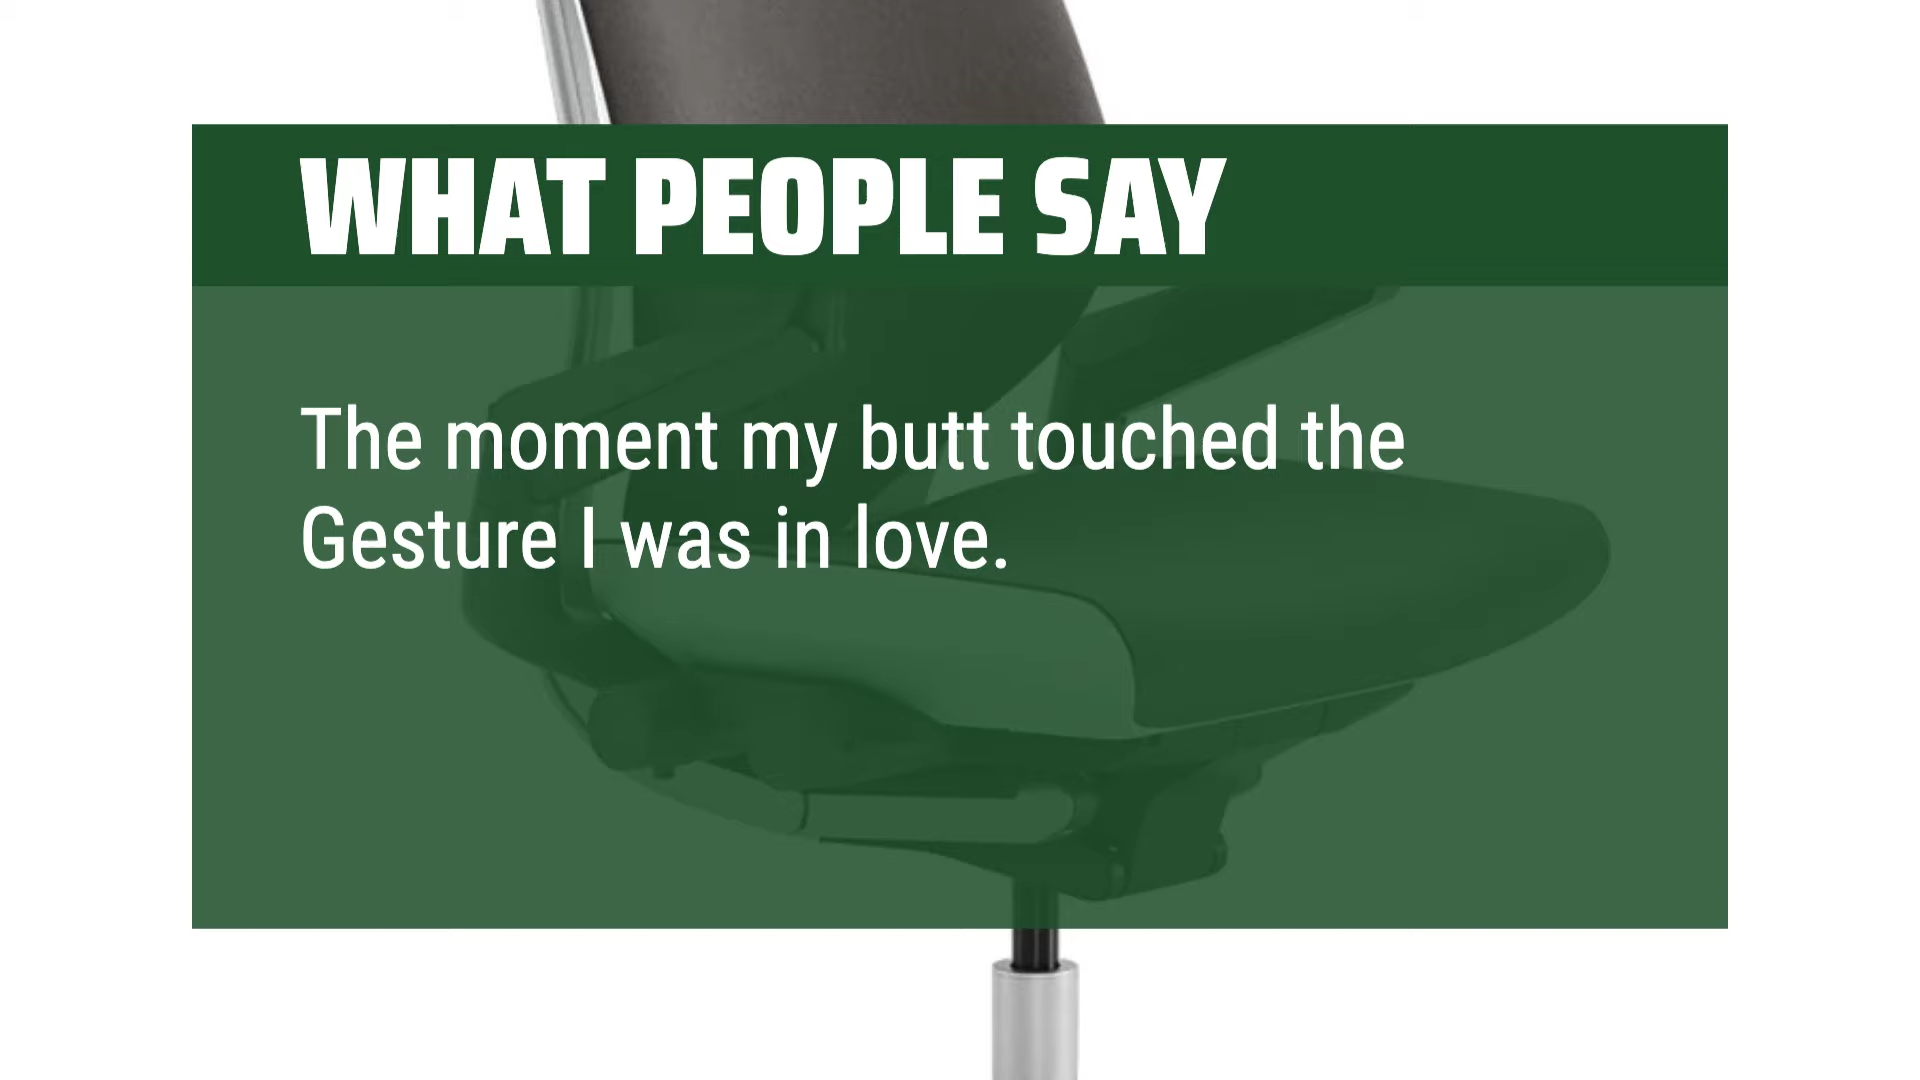 WHAT PEOPLE SAY
The moment my butt touched the
Gesture I was in love.